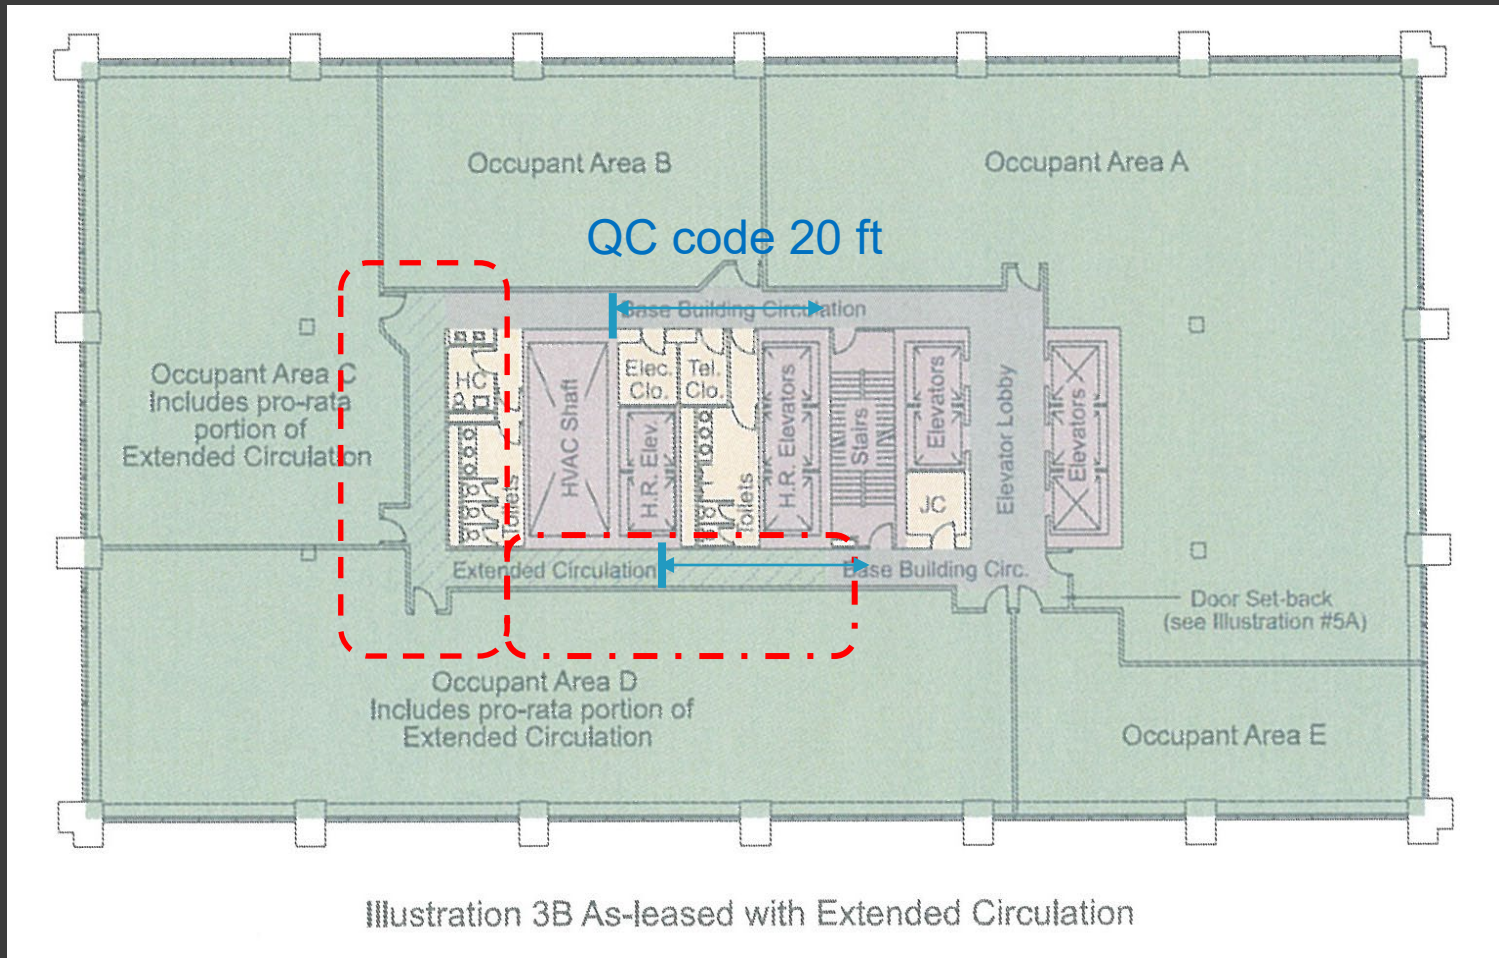 Occupant Area B
Occupant Area A
QC code 20 ft
Base Building Circulation
Occupant Area C
Includes pro-rata
portion of
Extended Circulation
HC
Toilets
HVAC Shaft
Elec.
Clo.
Tel.
Clo.
H.R. Elev.
Toilets
H.R. Elevators
Stairs
Elevators
JC
Elevator Lobby
Elevators
Extended Circulation
Base Building Circ.
Door Set-back
(see Illustration #5A)
Occupant Area D
Includes pro-rata portion of
Extended Circulation
Occupant Area E
Illustration 3B As-leased with Extended Circulation